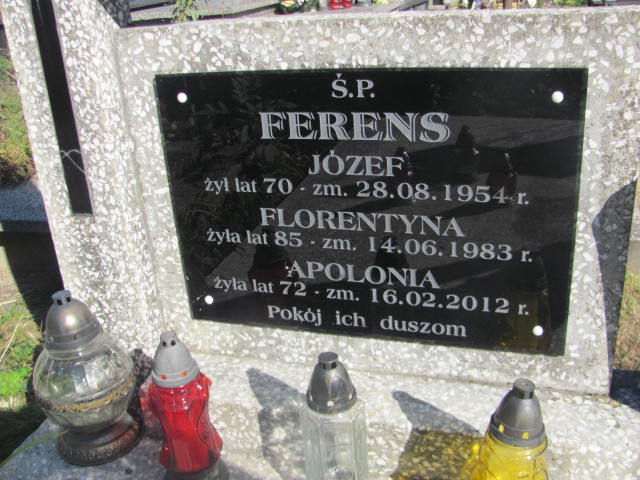 Ś.P.
FERENS
JÓZEF
żył lat 70 - zm. 28.08.1954 r.
FLORENTYNA
żyła lat 85 - zm. 14.06.1983 r.
APOLONIA
żyła lat 72 - zm. 16.02.2012 r.
Pokój ich duszom